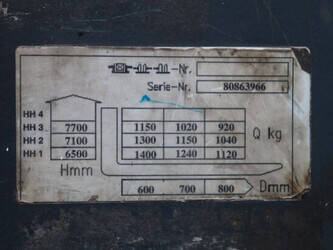 -Nr.
Serie-Nr. 80863966
HH 4
HH 3 7700 1150 1020 920
HH 2 7100 1300 1150 1040
HH 1 6500 1400 1240 1120
Q kg
Hmm
600 700 800 Dmm